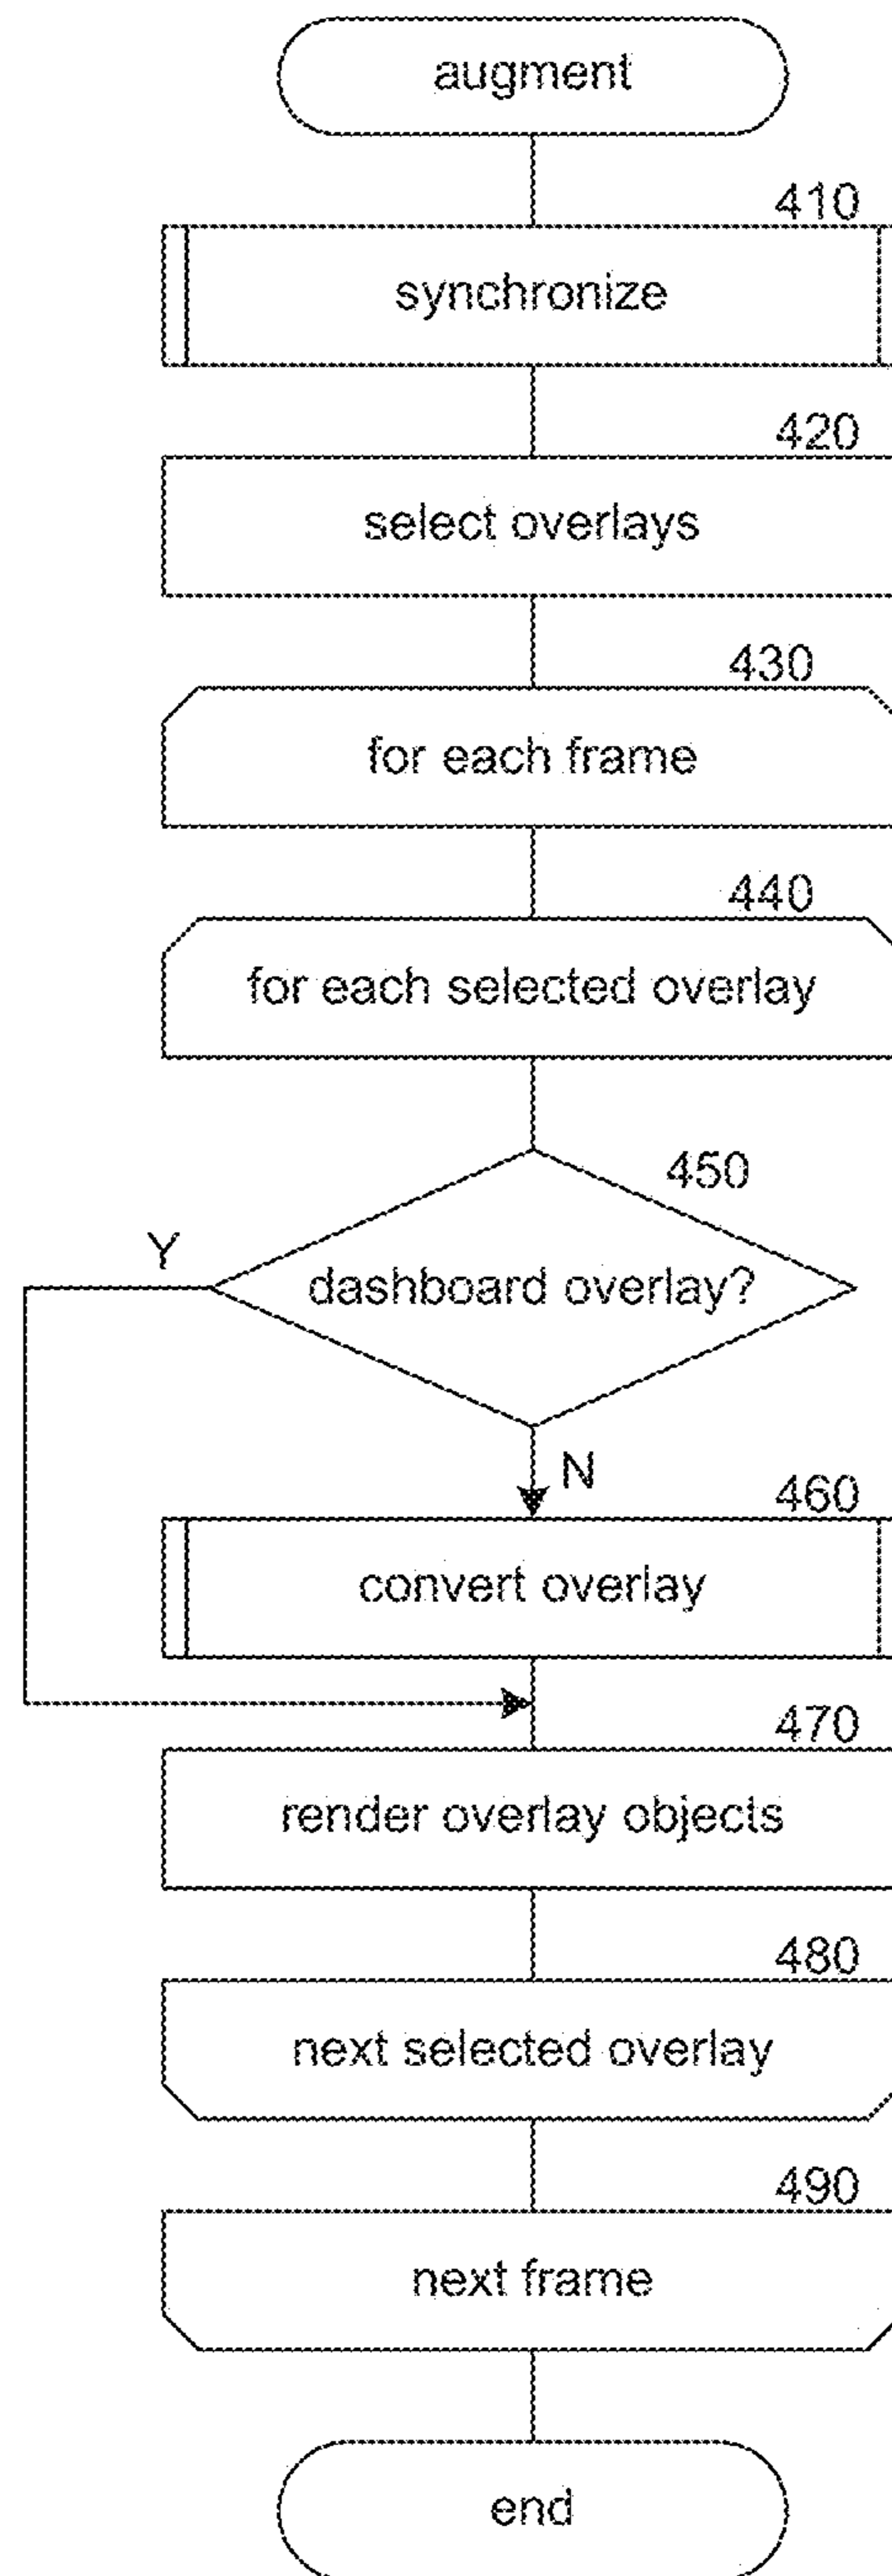 augment
410
synchronize
420
select overlays
430
for each frame
440
for each selected overlay
450
Y
dashboard overlay?
N
460
convert overlay
470
render overlay objects
480
next selected overlay
490
next frame
end